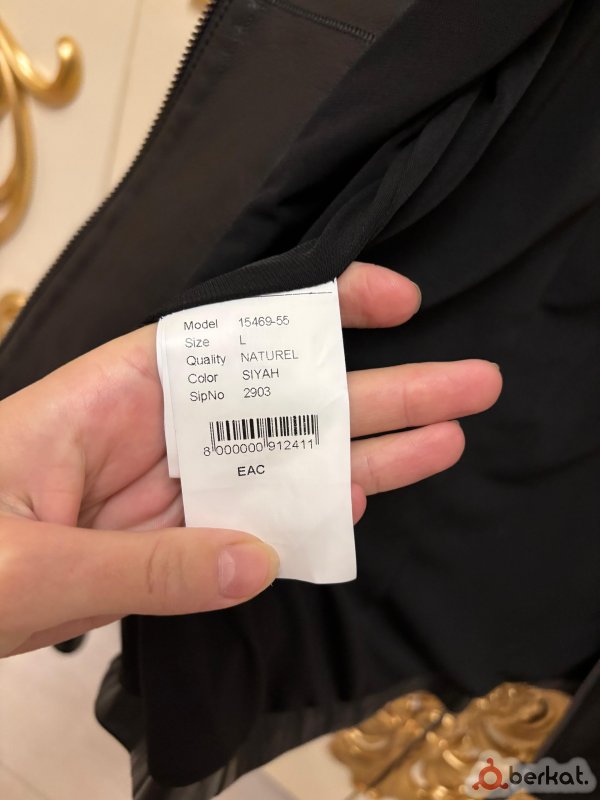 Model 15469-55
Size L
Quality NATUREL
Color SIYAH
SipNo 2903
8 000000 912411
EAC
berkat.